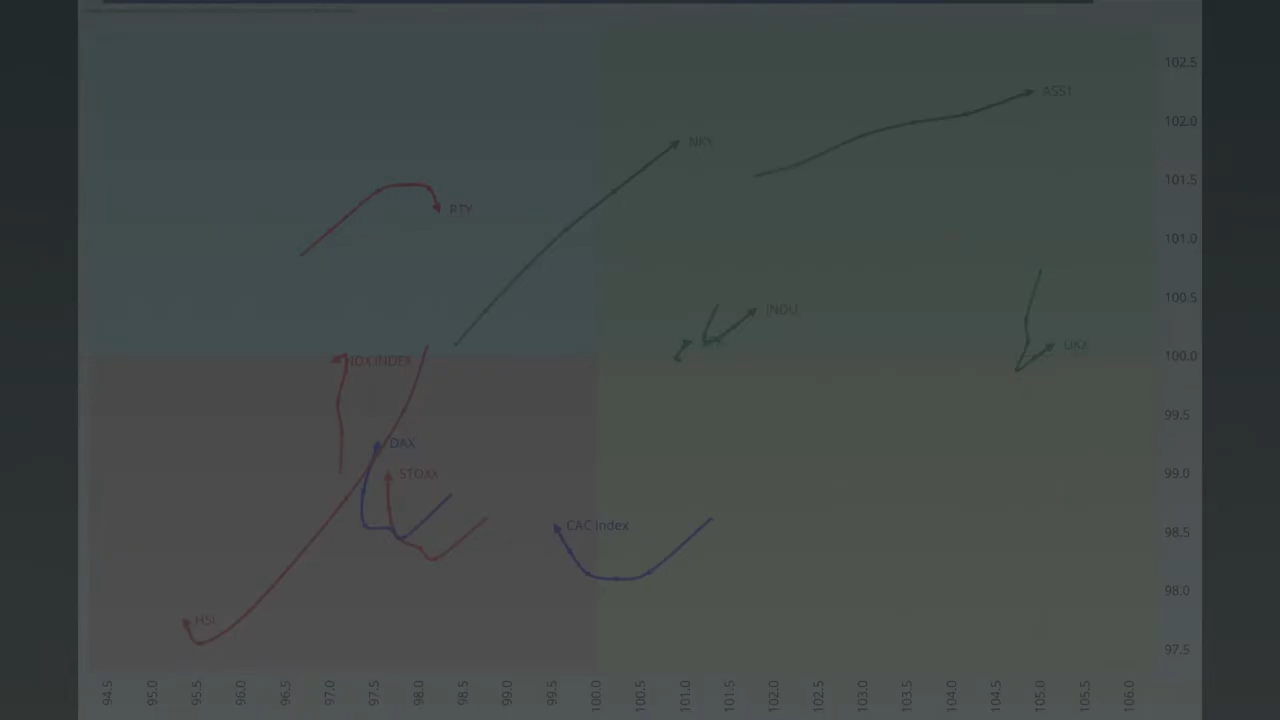 102.5
AS51
102.0
NKY
101.5
RTY
101.0
100.5
INDU
UKX
100.0
NDX INDEX
99.5
DAX
99.0
STOXX
98.5
CAC Index
98.0
HSI
97.5
94.5 95.0 95.5 96.0 96.5 97.0 97.5 98.0 98.5 99.0 99.5 100.0 100.5 101.0 101.5 102.0 102.5 103.0 103.5 104.0 104.5 105.0 105.5 106.0